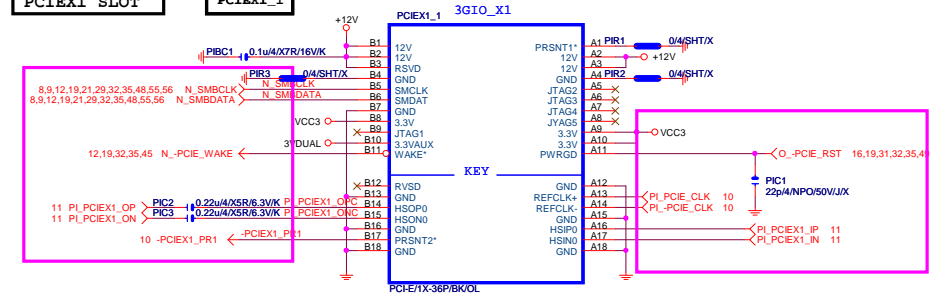 PCIEX1 SLOT
PCIEX1_1
PCIEX1_1
3GIO_X1
+12V
PIBC1
0.1u/4/X7R/16V/K
B1
12V
B2
12V
B3
RSVD
PIR3
0/4/SHT/X
B4
GND
8,9,12,19,21,29,32,35,48,55,56
N_SMBCLK
N_SMBCLK
B5
SMCLK
8,9,12,19,21,29,32,35,48,55,56
N_SMBDATA
N_SMBDATA
B6
SMDAT
B7
GND
VCC3
B8
3.3V
B9
JTAG1
3VDUAL
B10
3.3VAUX
12,19,32,35,45
N_-PCIE_WAKE
B11
WAKE*
KEY
B12
RVSD
B13
GND
11
PI_PCIEX1_OP
PIC2
0.22u/4/X5R/6.3V/K
PI_PCIEX1_OPC
B14
HSOP0
11
PI_PCIEX1_ON
PIC3
0.22u/4/X5R/6.3V/K
PI_PCIEX1_ONC
B15
HSON0
B16
GND
10
-PCIEX1_PR1
-PCIEX1_PR1
B17
PRSNT2*
B18
GND
PRSNT1*
A1
PIR1
0/4/SHT/X
12V
A2
+12V
12V
A3
GND
A4
PIR2
0/4/SHT/X
JTAG2
A5
JTAG3
A6
JTAG4
A7
JYAG5
A8
3.3V
A9
VCC3
3.3V
A10
PWRGD
A11
O_-PCIE_RST
16,19,31,32,35,45
PIC1
22p/4/NPO/50V/J/X
GND
A12
REFCLK+
A13
PI_PCIE_CLK
10
REFCLK-
A14
PI_-PCIE_CLK
10
GND
A15
HSIP0
A16
PI_PCIEX1_IP
11
HSIN0
A17
PI_PCIEX1_IN
11
GND
A18
PCI-E/1X-36P/BK/OL